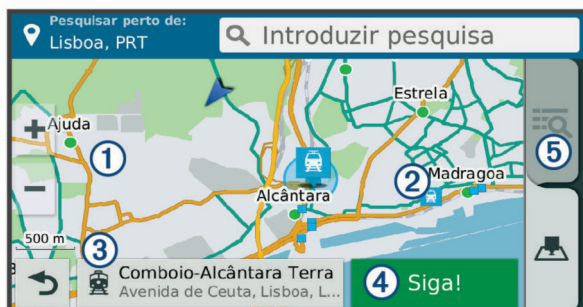 Pesquisar perto de:
Lisboa, PRT
Introduzir pesquisa
Estrela
Ajuda
1
5
2
Madragoa
Alcântara
500 m
3
Comboio-Alcântara Terra
Avenida de Ceuta, Lisboa, L...
4
Siga!